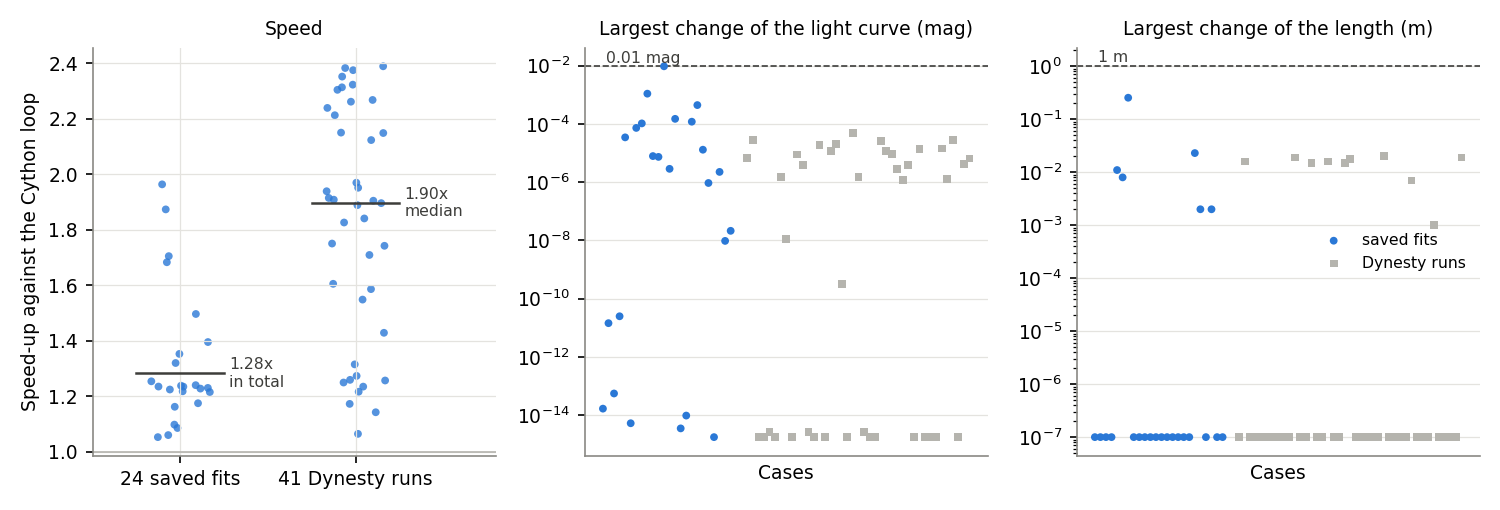 Speed
Largest change of the light curve (mag)
Largest change of the length (m)
Speed-up against the Cython loop
2.4
2.2
2.0
1.8
1.6
1.4
1.2
1.0
1.90x
median
1.28x
in total
24 saved fits
41 Dynesty runs
0.01 mag
10⁻²
10⁻⁴
10⁻⁶
10⁻⁸
10⁻¹⁰
10⁻¹²
10⁻¹⁴
Cases
1 m
10⁰
10⁻¹
10⁻²
10⁻³
10⁻⁴
10⁻⁵
10⁻⁶
10⁻⁷
saved fits
Dynesty runs
Cases